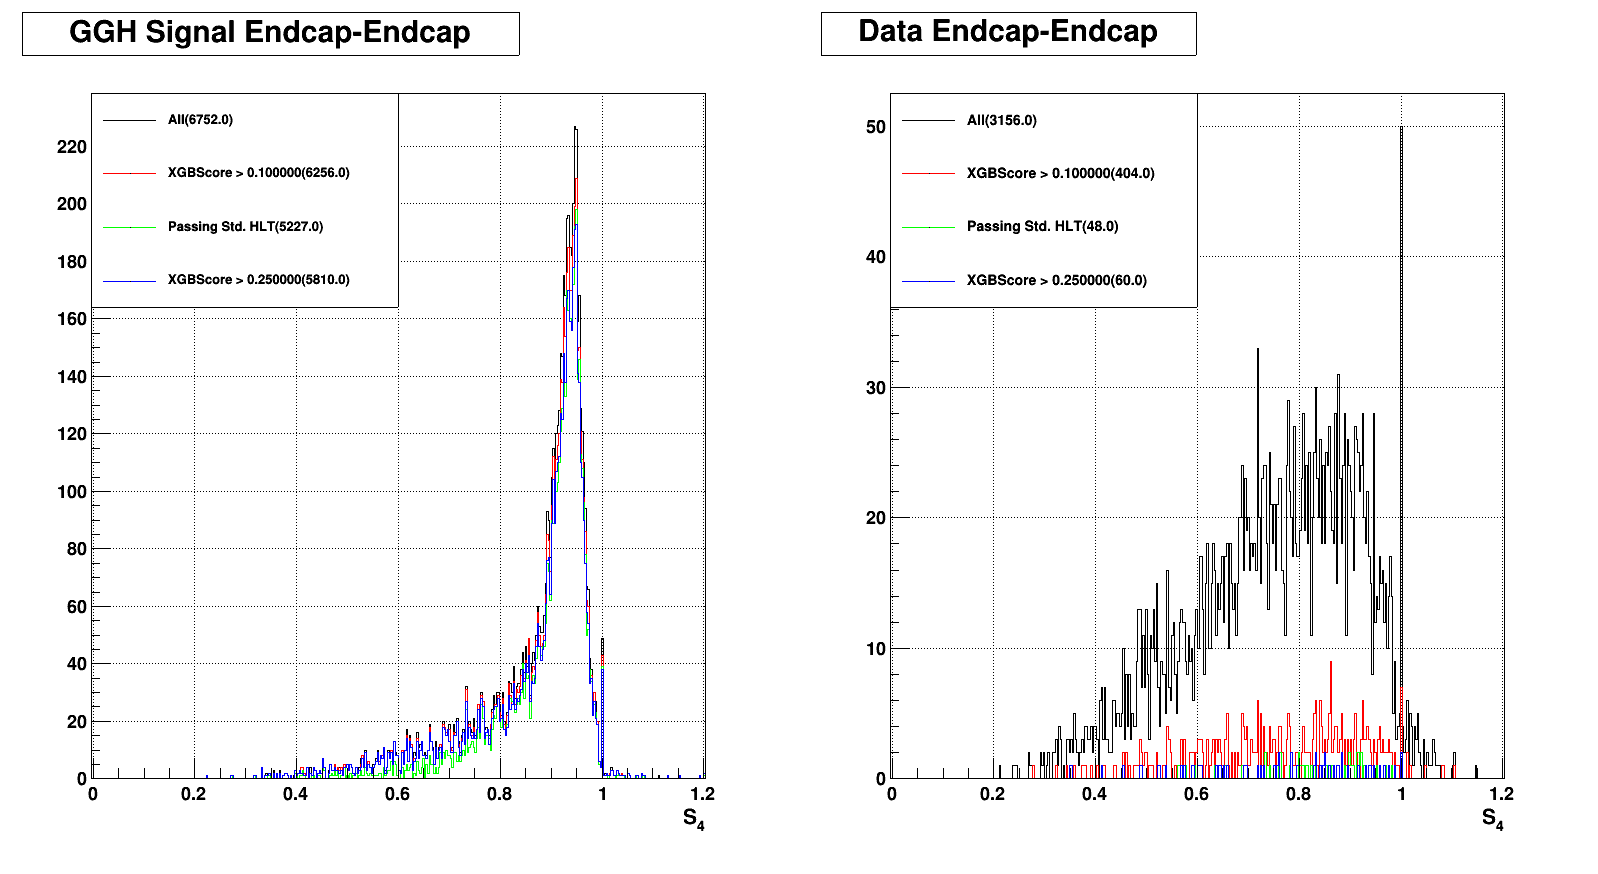 GGH Signal Endcap-Endcap
All(6752.0)
XGBScore > 0.100000(6256.0)
Passing Std. HLT(5227.0)
XGBScore > 0.250000(5810.0)
220
200
180
160
140
120
100
80
60
40
20
0
0 0.2 0.4 0.6 0.8 1 1.2
S4
Data Endcap-Endcap
All(3156.0)
XGBScore > 0.100000(404.0)
Passing Std. HLT(48.0)
XGBScore > 0.250000(60.0)
50
40
30
20
10
0
0 0.2 0.4 0.6 0.8 1 1.2
S4